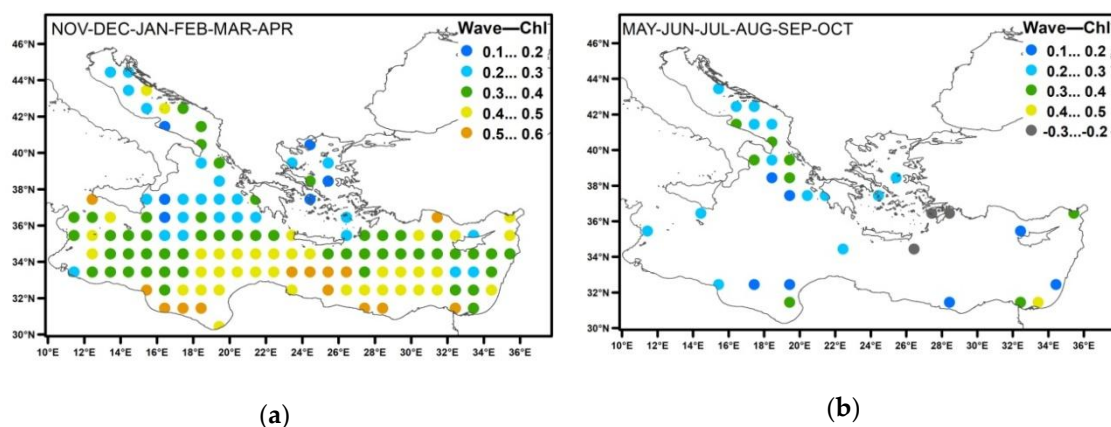 NOV-DEC-JAN-FEB-MAR-APR
Wave—Chl
0.1... 0.2
0.2... 0.3
0.3... 0.4
0.4... 0.5
0.5... 0.6
46°N
44°N
42°N
40°N
38°N
36°N
34°N
32°N
30°N
10°E 12°E 14°E 16°E 18°E 20°E 22°E 24°E 26°E 28°E 30°E 32°E 34°E 36°E
(a)
MAY-JUN-JUL-AUG-SEP-OCT
Wave—Chl
0.1... 0.2
0.2... 0.3
0.3... 0.4
0.4... 0.5
-0.3...-0.2
46°N
44°N
42°N
40°N
38°N
36°N
34°N
32°N
30°N
10°E 12°E 14°E 16°E 18°E 20°E 22°E 24°E 26°E 28°E 30°E 32°E 34°E 36°E
(b)